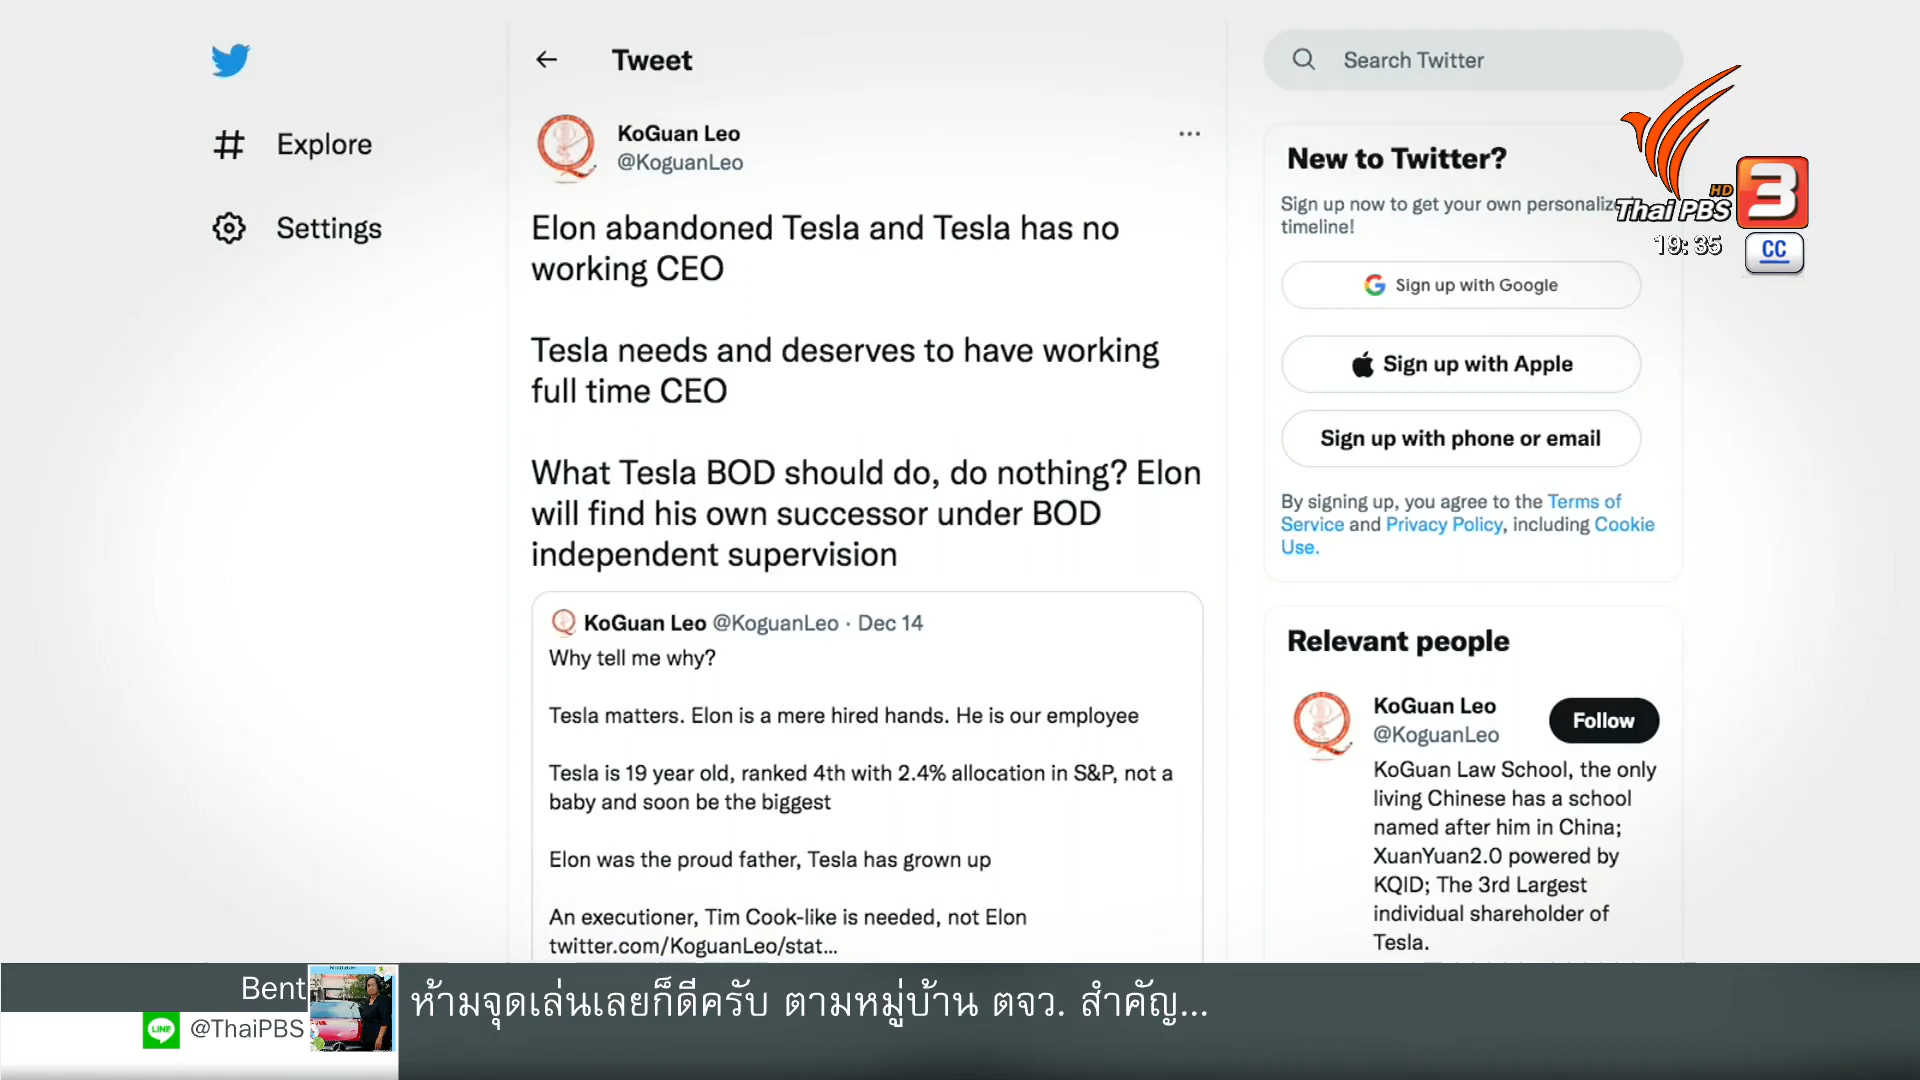 Tweet
Search Twitter
Explore
Settings
KoGuan Leo
@KoguanLeo
Elon abandoned Tesla and Tesla has no
working CEO
Tesla needs and deserves to have working
full time CEO
What Tesla BOD should do, do nothing? Elon
will find his own successor under BOD
independent supervision
KoGuan Leo @KoguanLeo · Dec 14
Why tell me why?
Tesla matters. Elon is a mere hired hands. He is our employee
Tesla is 19 year old, ranked 4th with 2.4% allocation in S&P, not a
baby and soon be the biggest
Elon was the proud father, Tesla has grown up
An executioner, Tim Cook-like is needed, not Elon
twitter.com/KoguanLeo/stat...
New to Twitter?
Sign up now to get your own personalize
timeline!
Sign up with Google
Sign up with Apple
Sign up with phone or email
By signing up, you agree to the Terms of
Service and Privacy Policy, including Cookie
Use.
Relevant people
KoGuan Leo
@KoguanLeo
Follow
KoGuan Law School, the only
living Chinese has a school
named after him in China;
XuanYuan2.0 powered by
KQID; The 3rd Largest
individual shareholder of
Tesla.
Thai PBS HD 3
19:35
CC
Bent
LINE @ThaiPBS
ห้ามจุดเล่นเลยก็ดีครับ ตามหมู่บ้าน ตจว. สำคัญ...